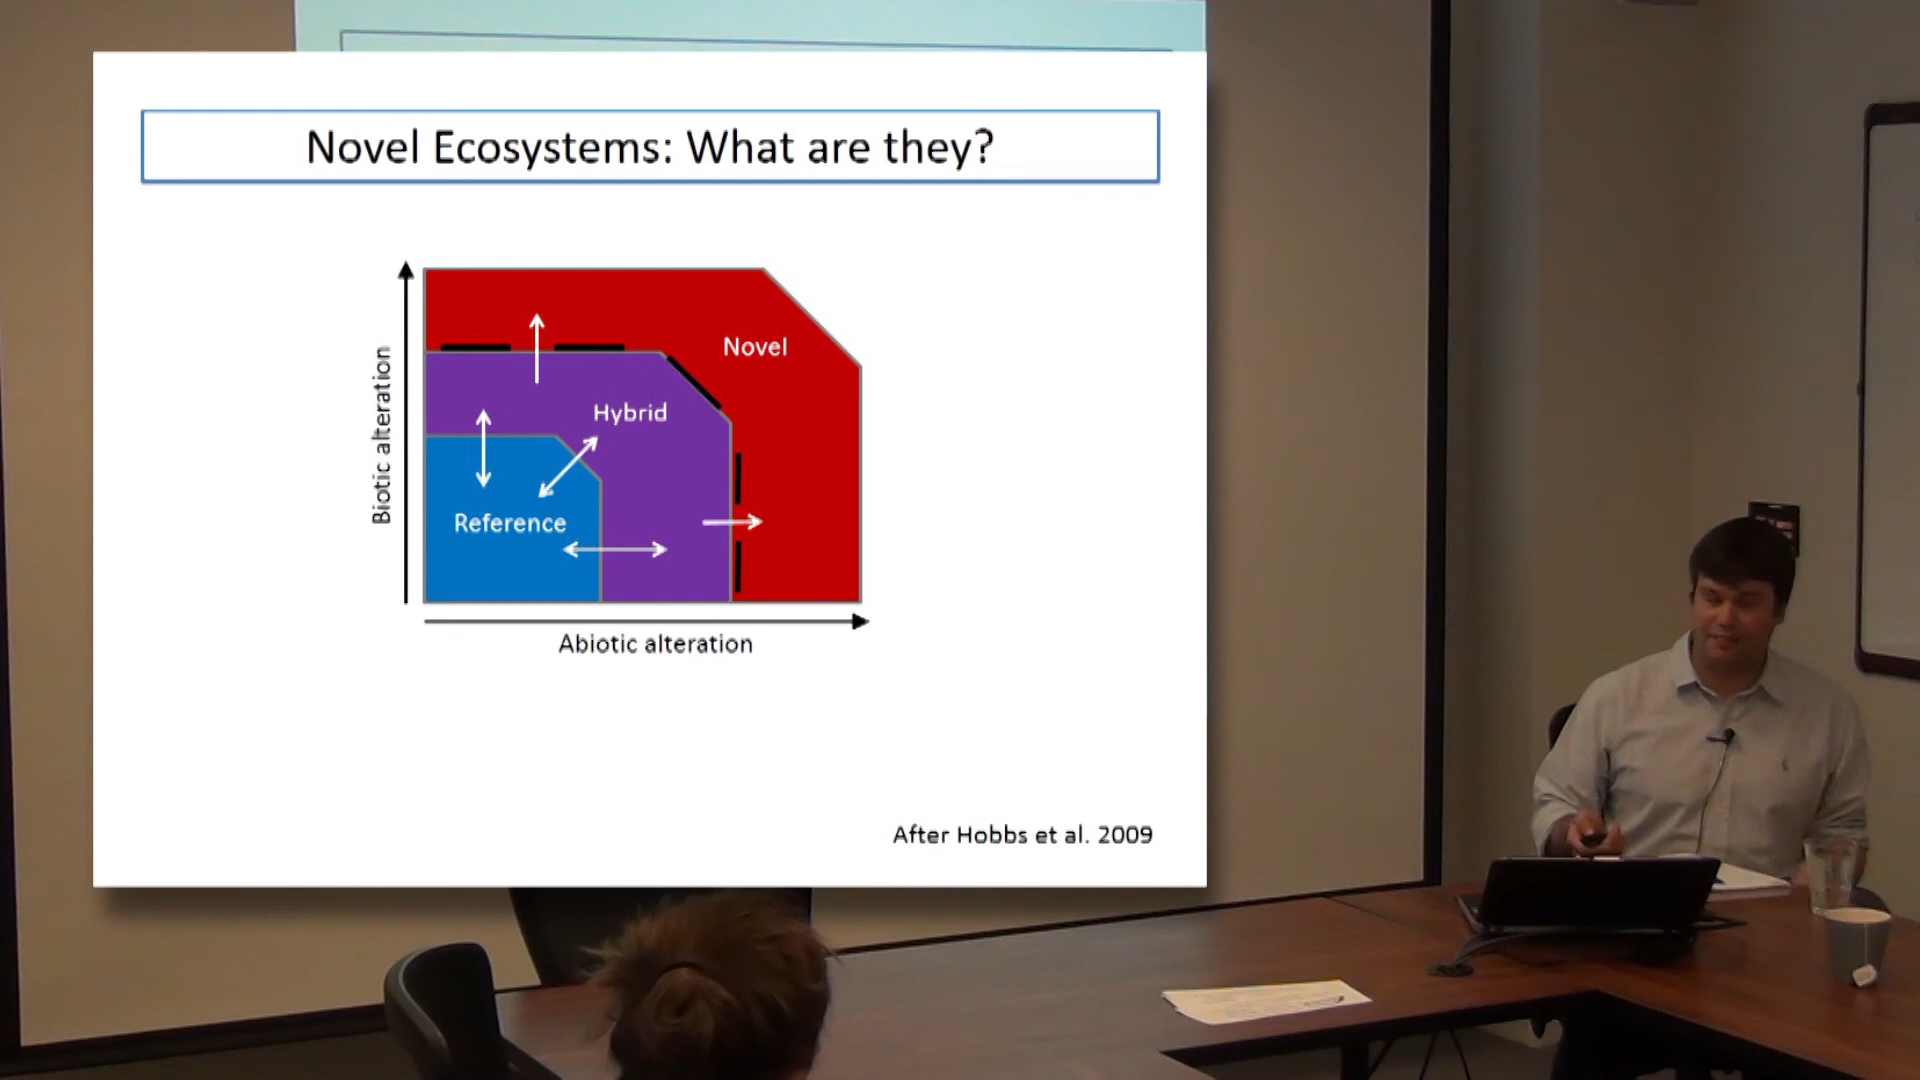 Novel Ecosystems: What are they?
Novel
Hybrid
Reference
Biotic alteration
Abiotic alteration
After Hobbs et al. 2009